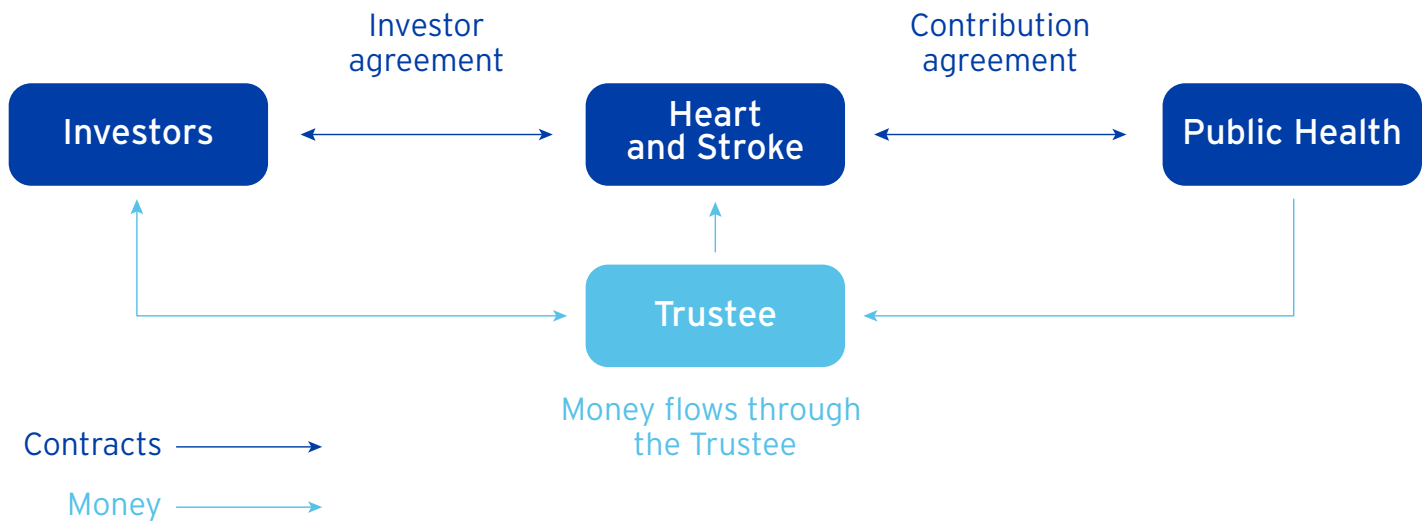 Investor
agreement
Contribution
agreement
Investors
Heart
and Stroke
Public Health
Trustee
Money flows through
the Trustee
Contracts
Money